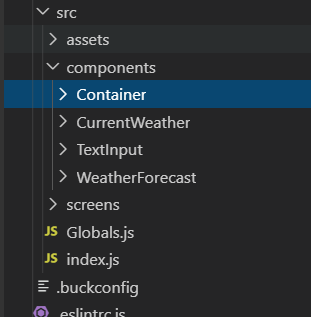 src
assets
components
Container
CurrentWeather
TextInput
WeatherForecast
screens
JS Globals.js
JS index.js
.buckconfig
.eslintrc.js